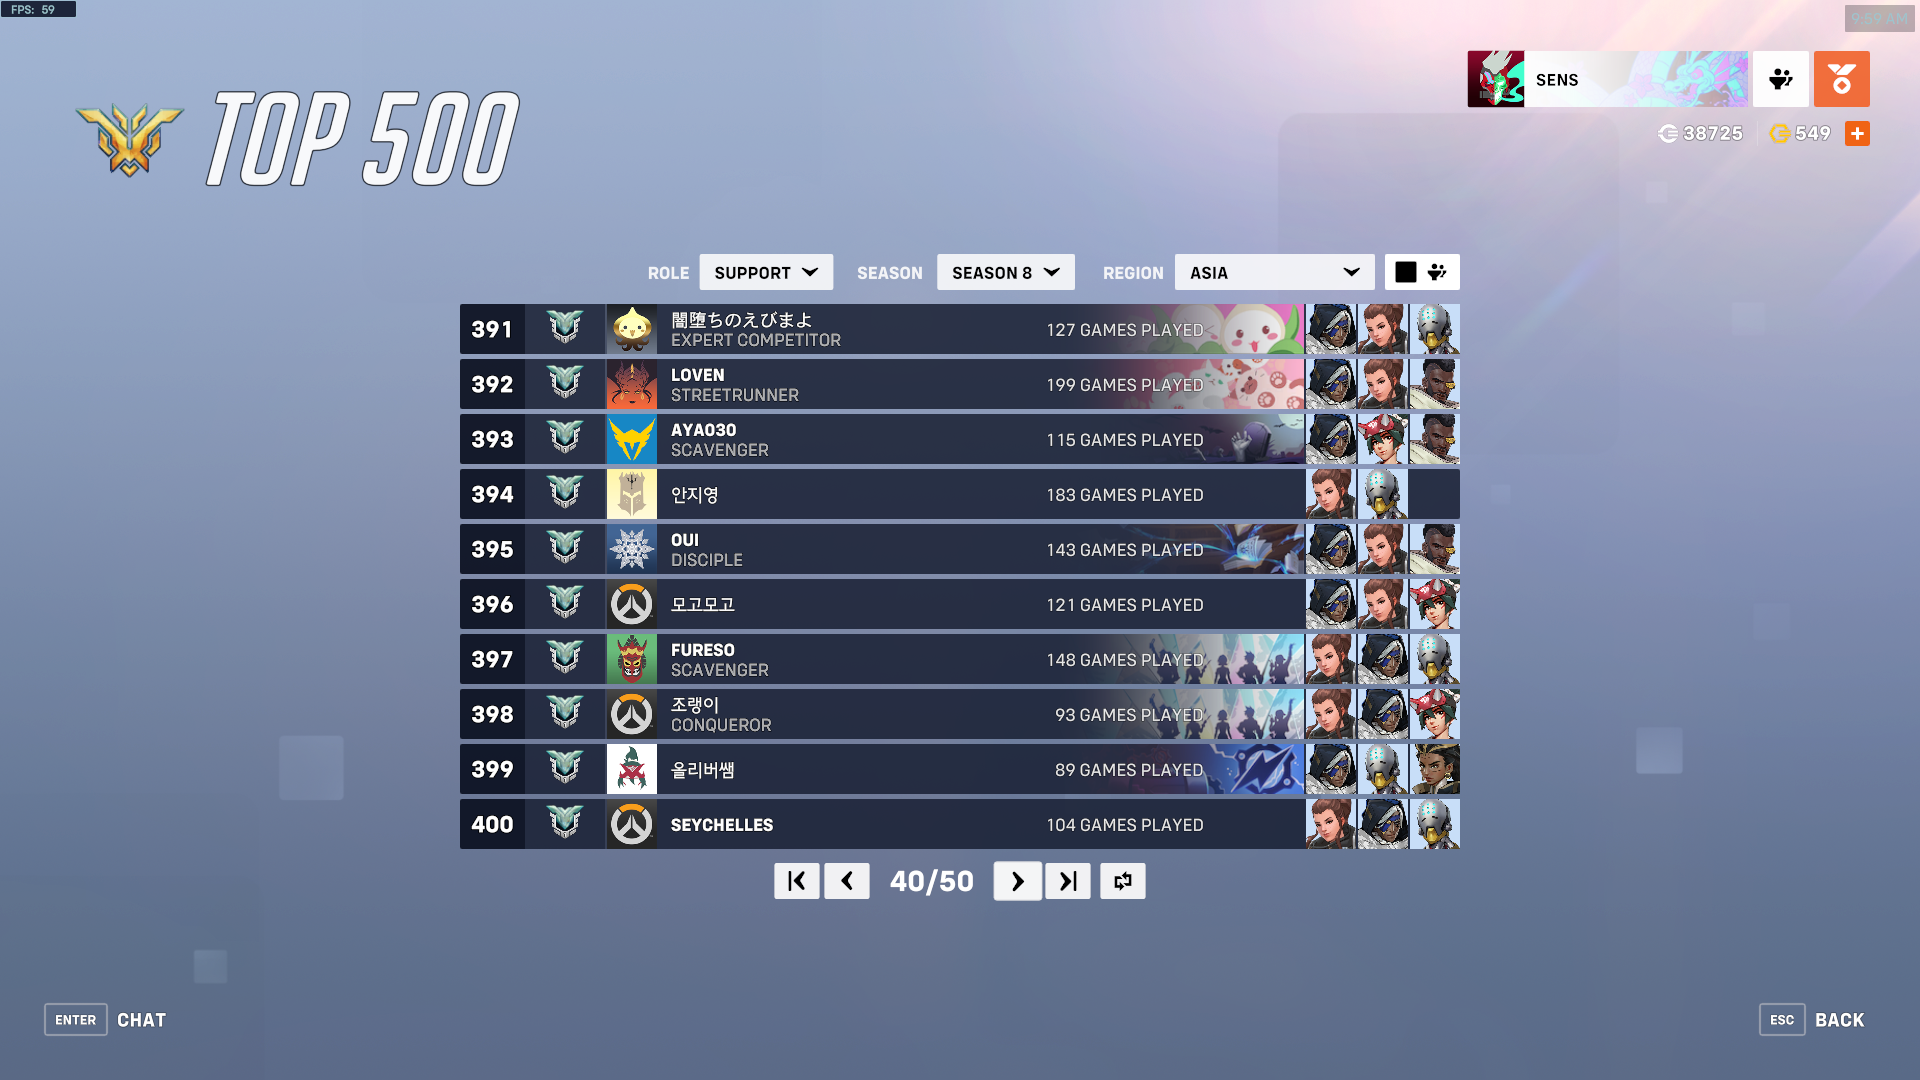 FPS: 59
9:59 AM
TOP 500
SENS
38725
549
ROLE SUPPORT SEASON SEASON 8 REGION ASIA
391 闇堕ちのえびまよ 127 GAMES PLAYED
EXPERT COMPETITOR
392 LOVEN 199 GAMES PLAYED
STREETRUNNER
393 AYAO3O 115 GAMES PLAYED
SCAVENGER
394 안지영 183 GAMES PLAYED
395 OUI 143 GAMES PLAYED
DISCIPLE
396 모고모고 121 GAMES PLAYED
397 FURESO 148 GAMES PLAYED
SCAVENGER
398 조랭이 93 GAMES PLAYED
CONQUEROR
399 올리버쌤 89 GAMES PLAYED
400 SEYCHELLES 104 GAMES PLAYED
40/50
ENTER CHAT
ESC BACK